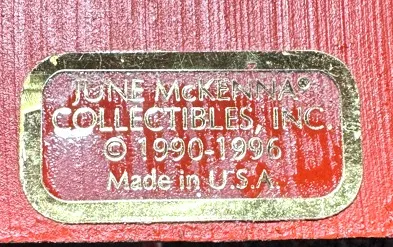 JUNE McKENNA®
COLLECTIBLES, INC.
© 1990-1996
Made in U.S.A.